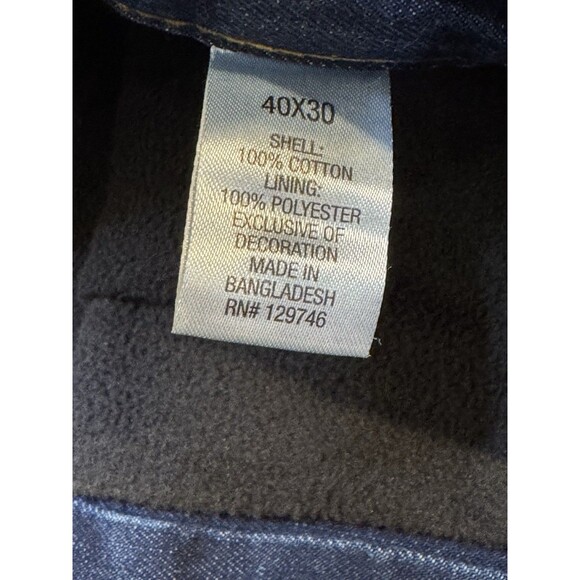 40X30
SHELL:
100% COTTON
LINING:
100% POLYESTER
EXCLUSIVE OF
DECORATION
MADE IN
BANGLADESH
RN# 129746